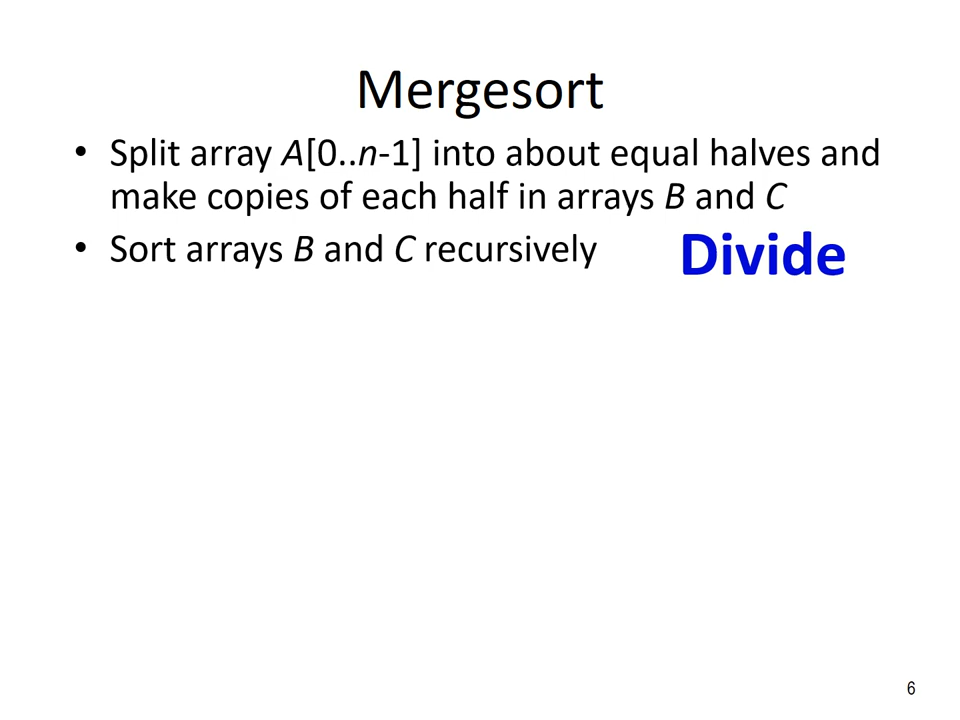 Mergesort
• Split array A[0..n-1] into about equal halves and
make copies of each half in arrays B and C
• Sort arrays B and C recursively
Divide
6